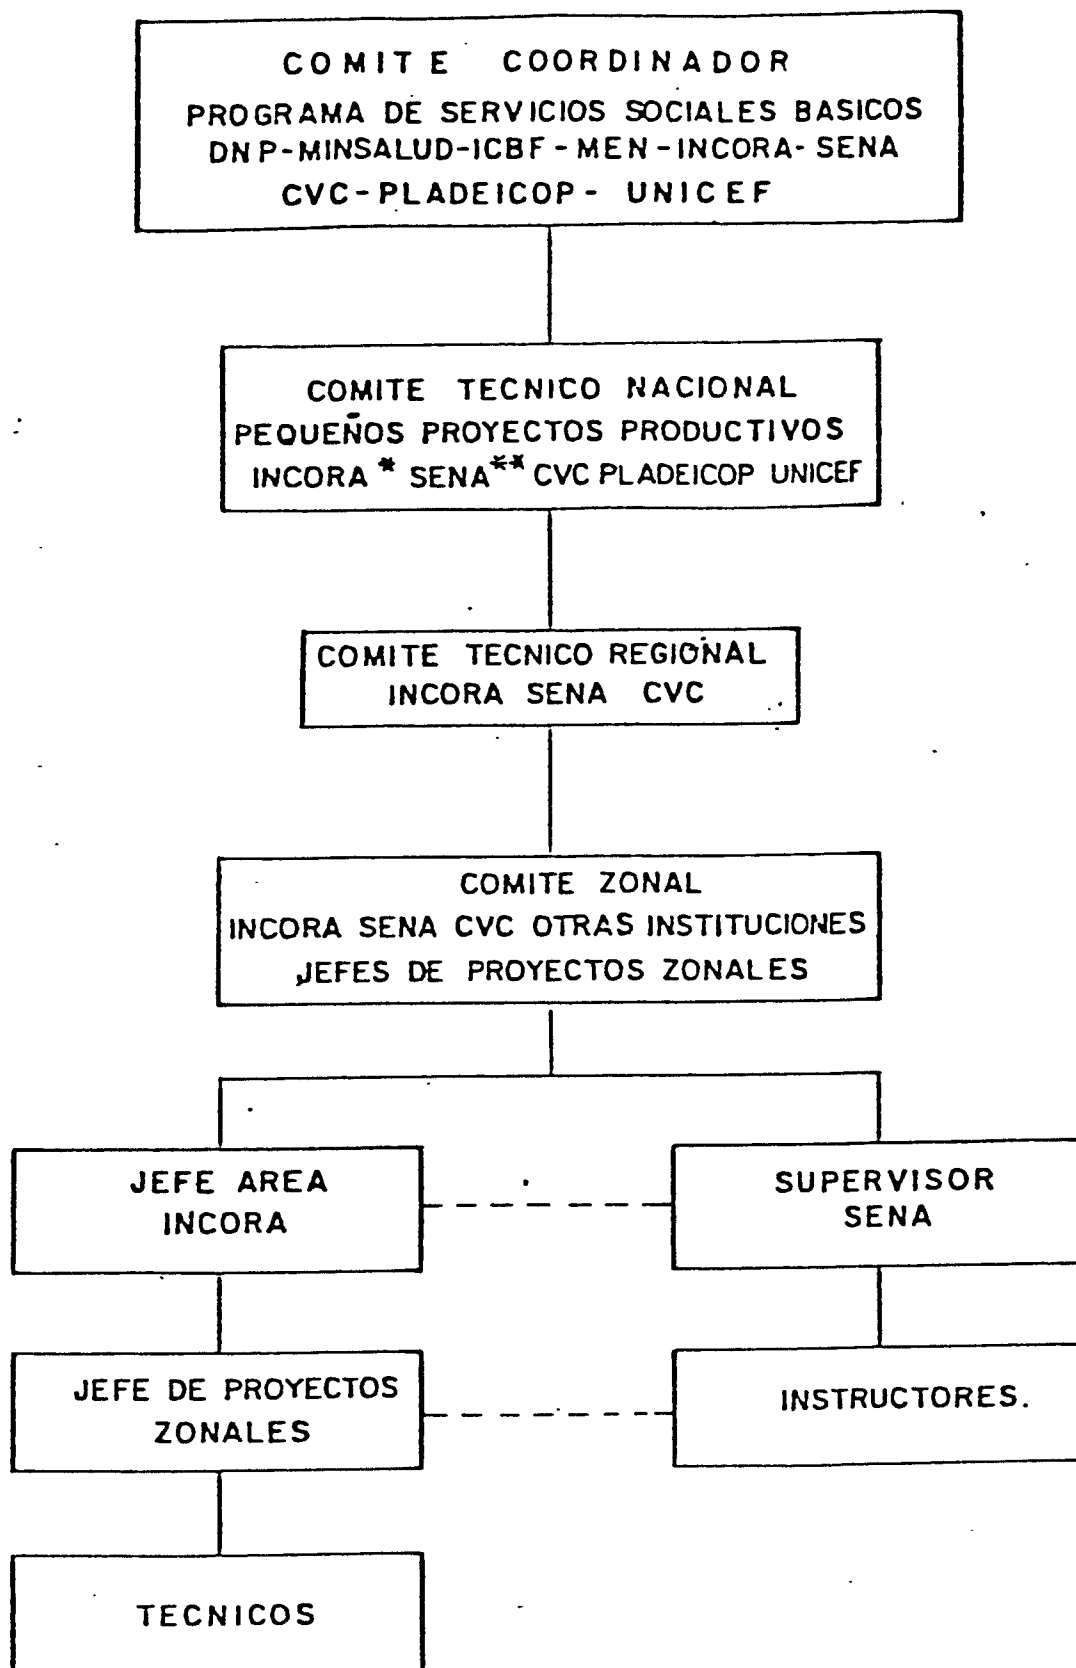 COMITE COORDINADOR
PROGRAMA DE SERVICIOS SOCIALES BASICOS
DNP-MINSALUD-ICBF-MEN-INCORA-SENA
CVC-PLADEICOP-UNICEF
COMITE TECNICO NACIONAL
PEQUEÑOS PROYECTOS PRODUCTIVOS
INCORA * SENA** CVC PLADEICOP UNICEF
COMITE TECNICO REGIONAL
INCORA SENA CVC
COMITE ZONAL
INCORA SENA CVC OTRAS INSTITUCIONES
JEFES DE PROYECTOS ZONALES
JEFE AREA
INCORA
SUPERVISOR
SENA
JEFE DE PROYECTOS
ZONALES
INSTRUCTORES.
TECNICOS